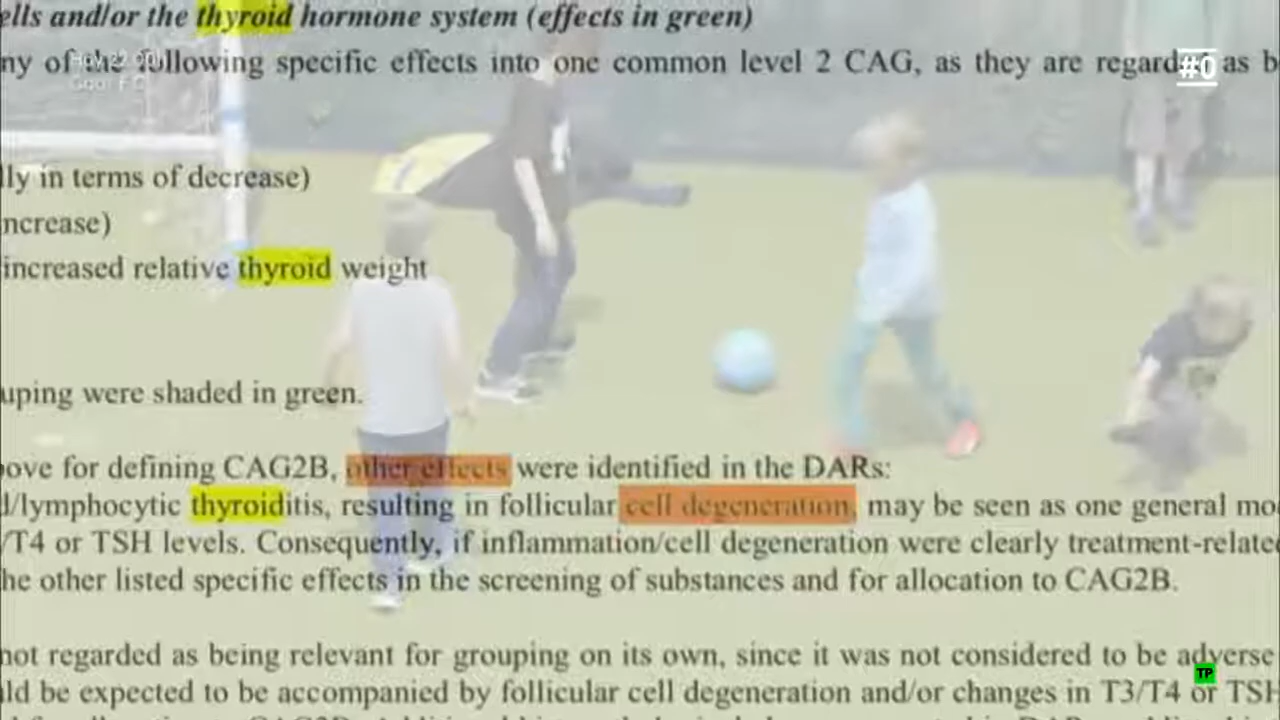 ells and/or the thyroid hormone system (effects in green)
ny of the following specific effects into one common level 2 CAG, as they are regarded as b
#0
lly in terms of decrease)
ncrease)
increased relative thyroid weight
uping were shaded in green.
ove for defining CAG2B, other effects were identified in the DARs:
d/lymphocytic thyroiditis, resulting in follicular cell degeneration, may be seen as one general mo
/T4 or TSH levels. Consequently, if inflammation/cell degeneration were clearly treatment-related
he other listed specific effects in the screening of substances and for allocation to CAG2B.
not regarded as being relevant for grouping on its own, since it was not considered to be adverse
ld be expected to be accompanied by follicular cell degeneration and/or changes in T3/T4 or TSH
TP